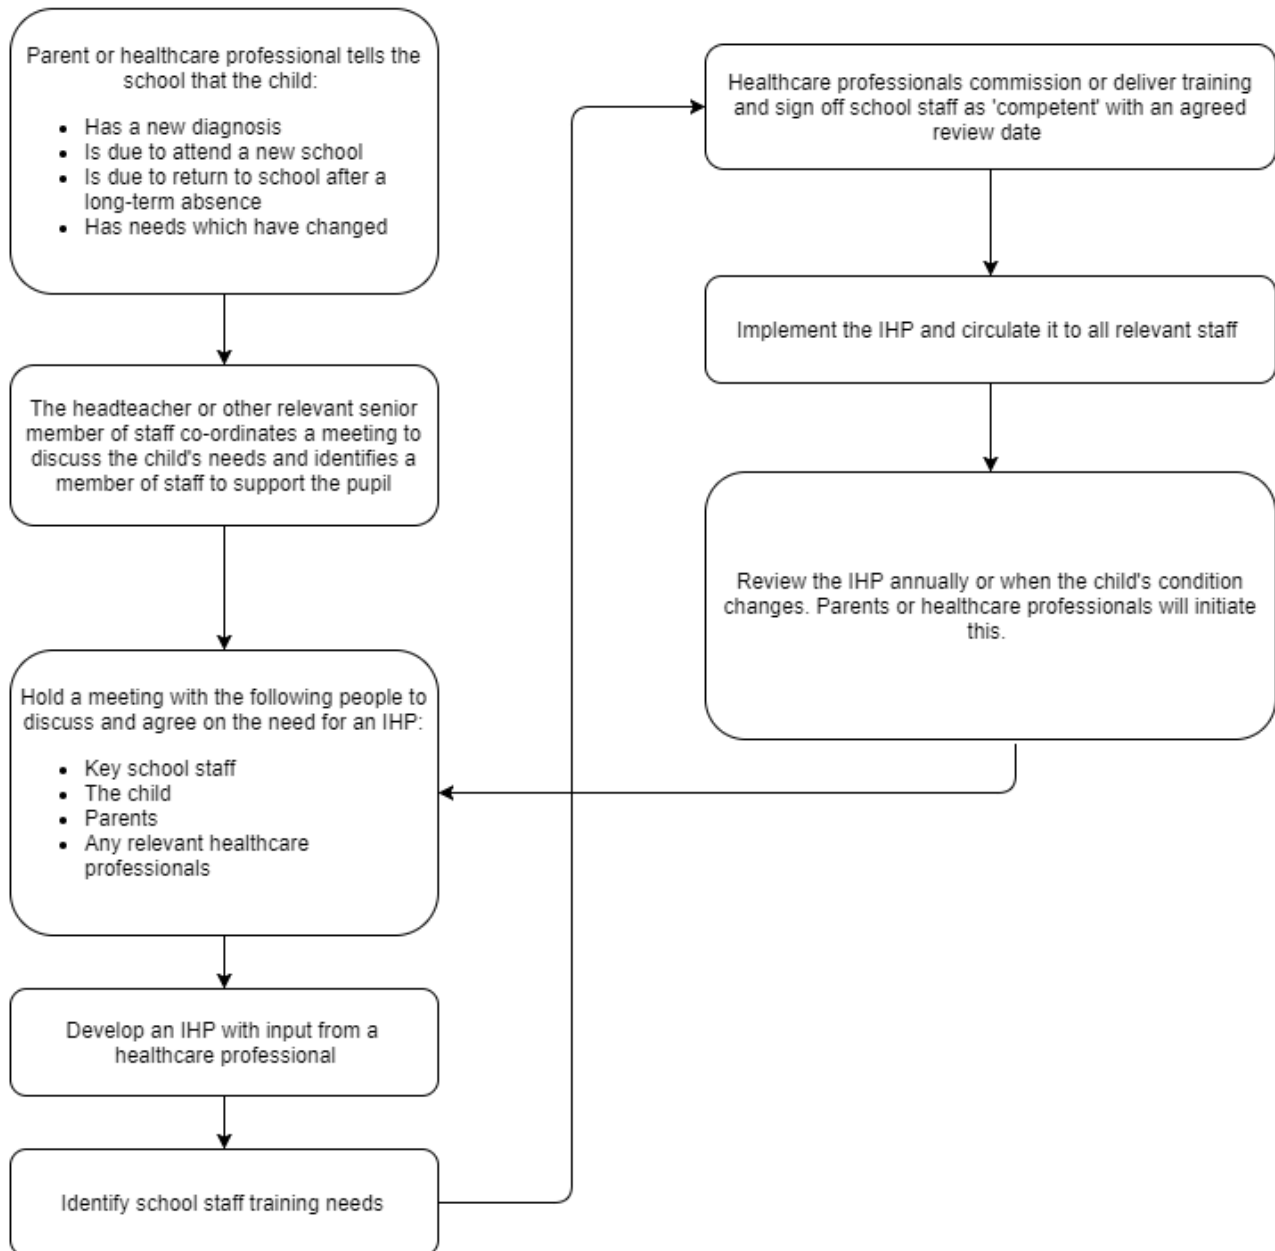 Parent or healthcare professional tells the
school that the child:
• Has a new diagnosis
• Is due to attend a new school
• Is due to return to school after a
long-term absence
• Has needs which have changed
The headteacher or other relevant senior
member of staff co-ordinates a meeting to
discuss the child's needs and identifies a
member of staff to support the pupil
Hold a meeting with the following people to
discuss and agree on the need for an IHP:
• Key school staff
• The child
• Parents
• Any relevant healthcare
professionals
Develop an IHP with input from a
healthcare professional
Identify school staff training needs
Healthcare professionals commission or deliver training
and sign off school staff as 'competent' with an agreed
review date
Implement the IHP and circulate it to all relevant staff
Review the IHP annually or when the child's condition
changes. Parents or healthcare professionals will initiate
this.